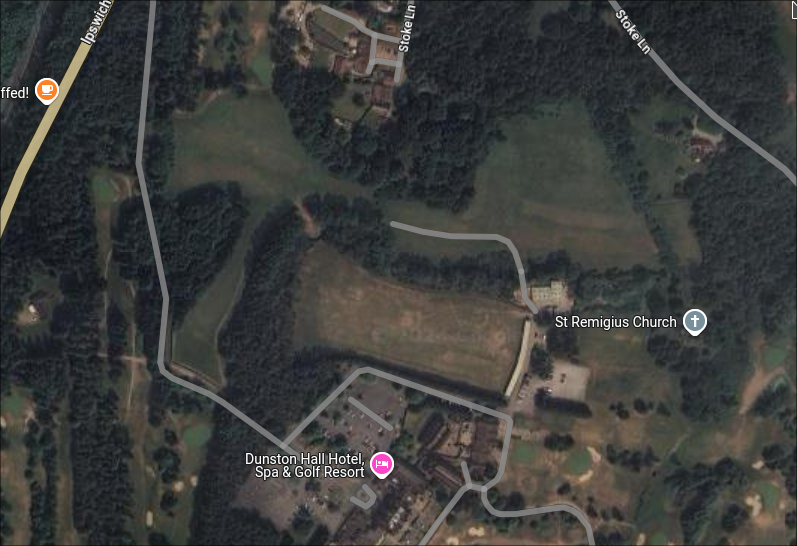 Ipswich
Stoke Ln
Stoke Ln
ffed!
St Remigius Church
Dunston Hall Hotel,
Spa & Golf Resort